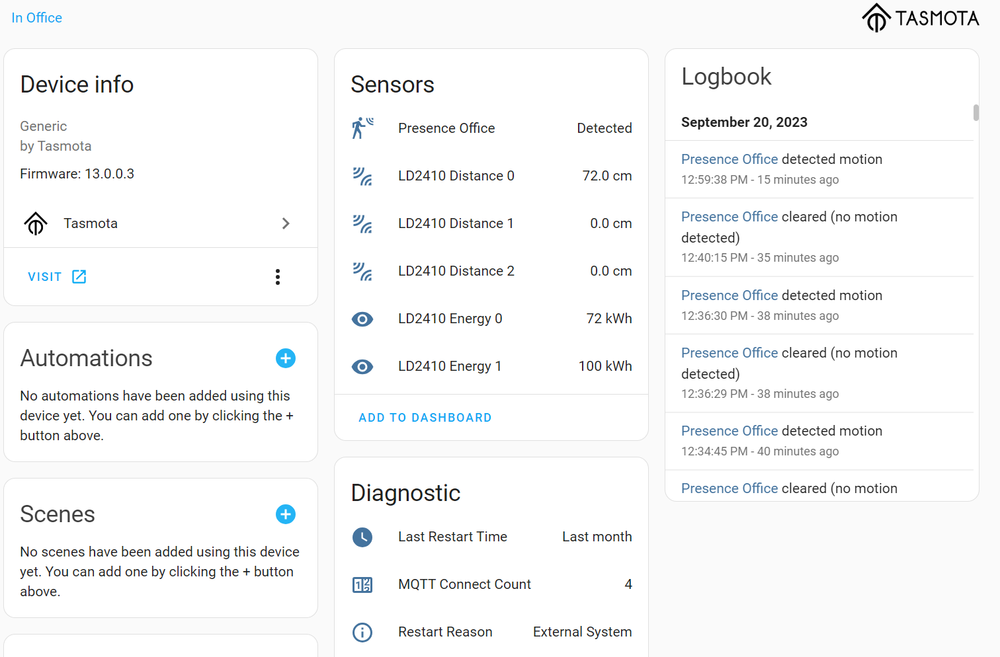 In Office
TASMOTA
Device info
Generic
by Tasmota
Firmware: 13.0.0.3
Tasmota
VISIT
Automations
No automations have been added using this
device yet. You can add one by clicking the +
button above.
Scenes
No scenes have been added using this device
yet. You can add one by clicking the + button
above.
Sensors
Presence Office Detected
LD2410 Distance 0 72.0 cm
LD2410 Distance 1 0.0 cm
LD2410 Distance 2 0.0 cm
LD2410 Energy 0 72 kWh
LD2410 Energy 1 100 kWh
ADD TO DASHBOARD
Diagnostic
Last Restart Time Last month
MQTT Connect Count 4
Restart Reason External System
Logbook
September 20, 2023
Presence Office detected motion
12:59:38 PM - 15 minutes ago
Presence Office cleared (no motion
detected)
12:40:15 PM - 35 minutes ago
Presence Office detected motion
12:36:30 PM - 38 minutes ago
Presence Office cleared (no motion
detected)
12:36:29 PM - 38 minutes ago
Presence Office detected motion
12:34:45 PM - 40 minutes ago
Presence Office cleared (no motion